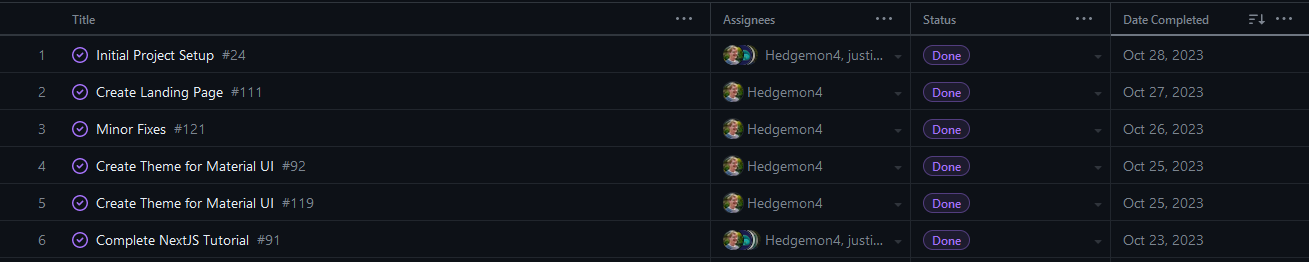 Title ... Assignees ... Status ... Date Completed ...
1 Initial Project Setup #24 Hedgemon4, justi... Done Oct 28, 2023
2 Create Landing Page #111 Hedgemon4 Done Oct 27, 2023
3 Minor Fixes #121 Hedgemon4 Done Oct 26, 2023
4 Create Theme for Material UI #92 Hedgemon4 Done Oct 25, 2023
5 Create Theme for Material UI #119 Hedgemon4 Done Oct 25, 2023
6 Complete NextJS Tutorial #91 Hedgemon4, justi... Done Oct 23, 2023